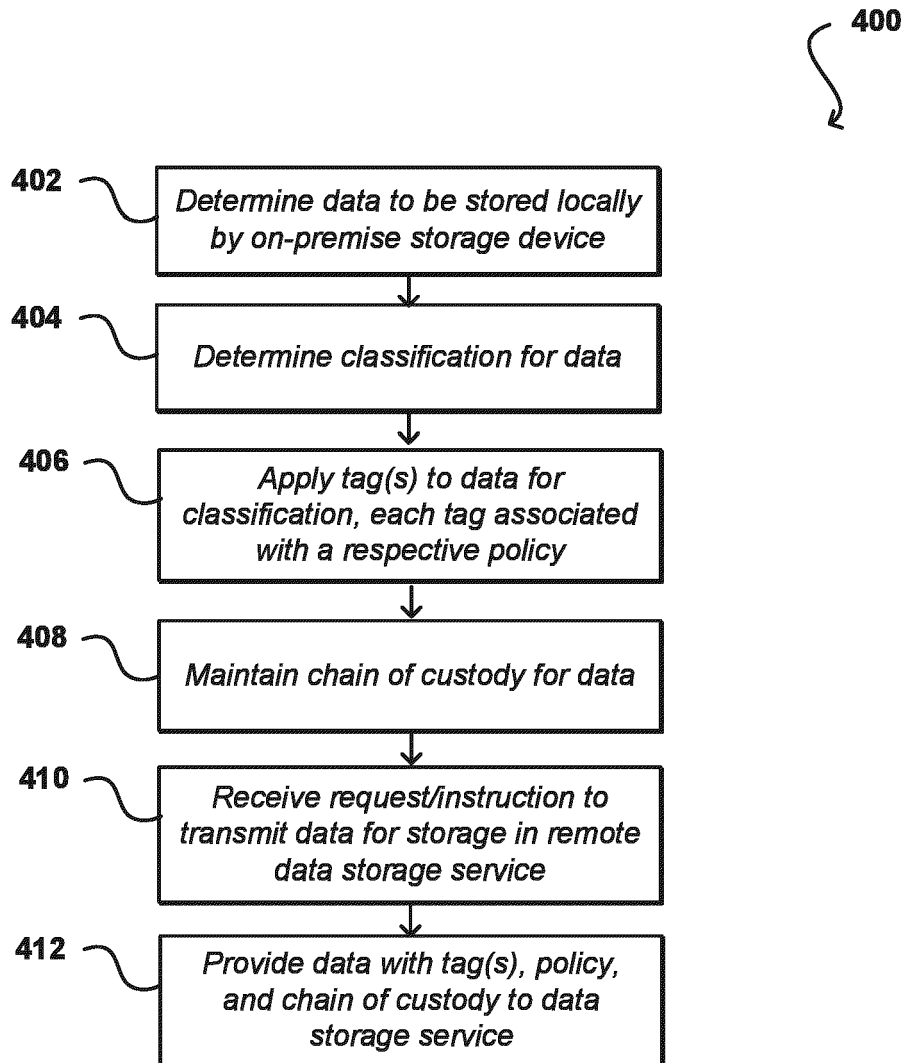 400
402
Determine data to be stored locally
by on-premise storage device
404
Determine classification for data
406
Apply tag(s) to data for
classification, each tag associated
with a respective policy
408
Maintain chain of custody for data
410
Receive request/instruction to
transmit data for storage in remote
data storage service
412
Provide data with tag(s), policy,
and chain of custody to data
storage service